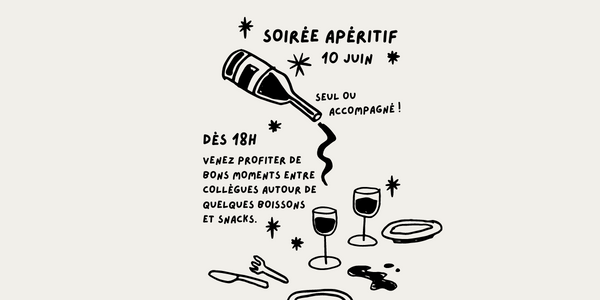 SOIRÉE APÉRITIF
10 JUIN
SEUL OU
ACCOMPAGNÉ !
DÈS 18H
VENEZ PROFITER DE
BONS MOMENTS ENTRE
COLLÈGUES AUTOUR DE
QUELQUES BOISSONS
ET SNACKS.